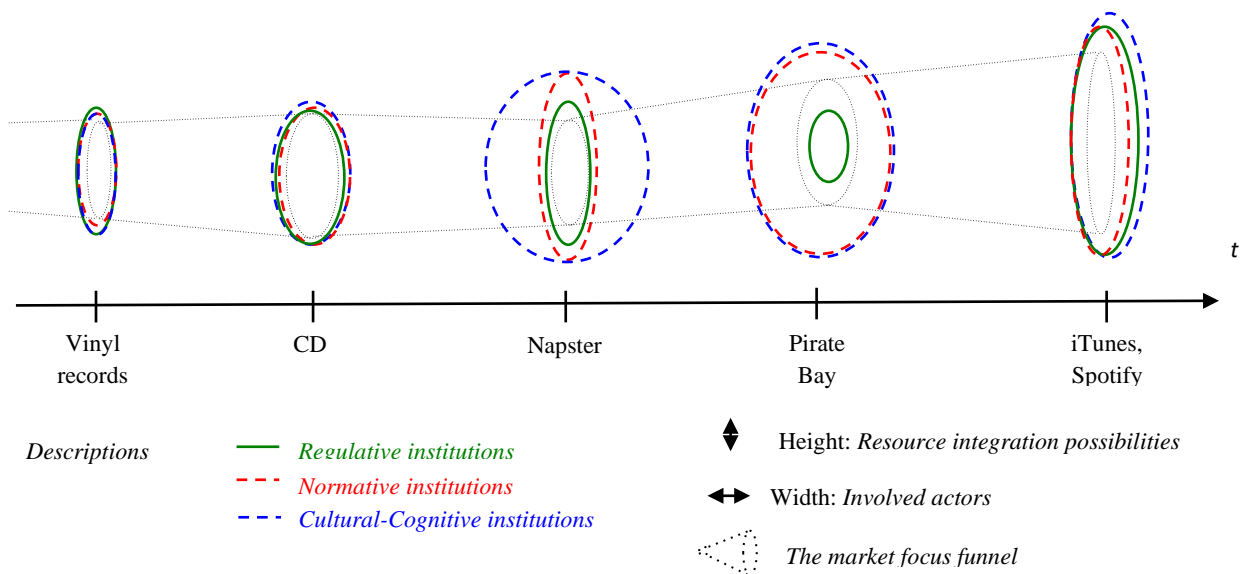 t
Vinyl
records
CD
Napster
Pirate
Bay
iTunes,
Spotify
Descriptions
Regulative institutions
Normative institutions
Cultural-Cognitive institutions
Height: Resource integration possibilities
Width: Involved actors
The market focus funnel